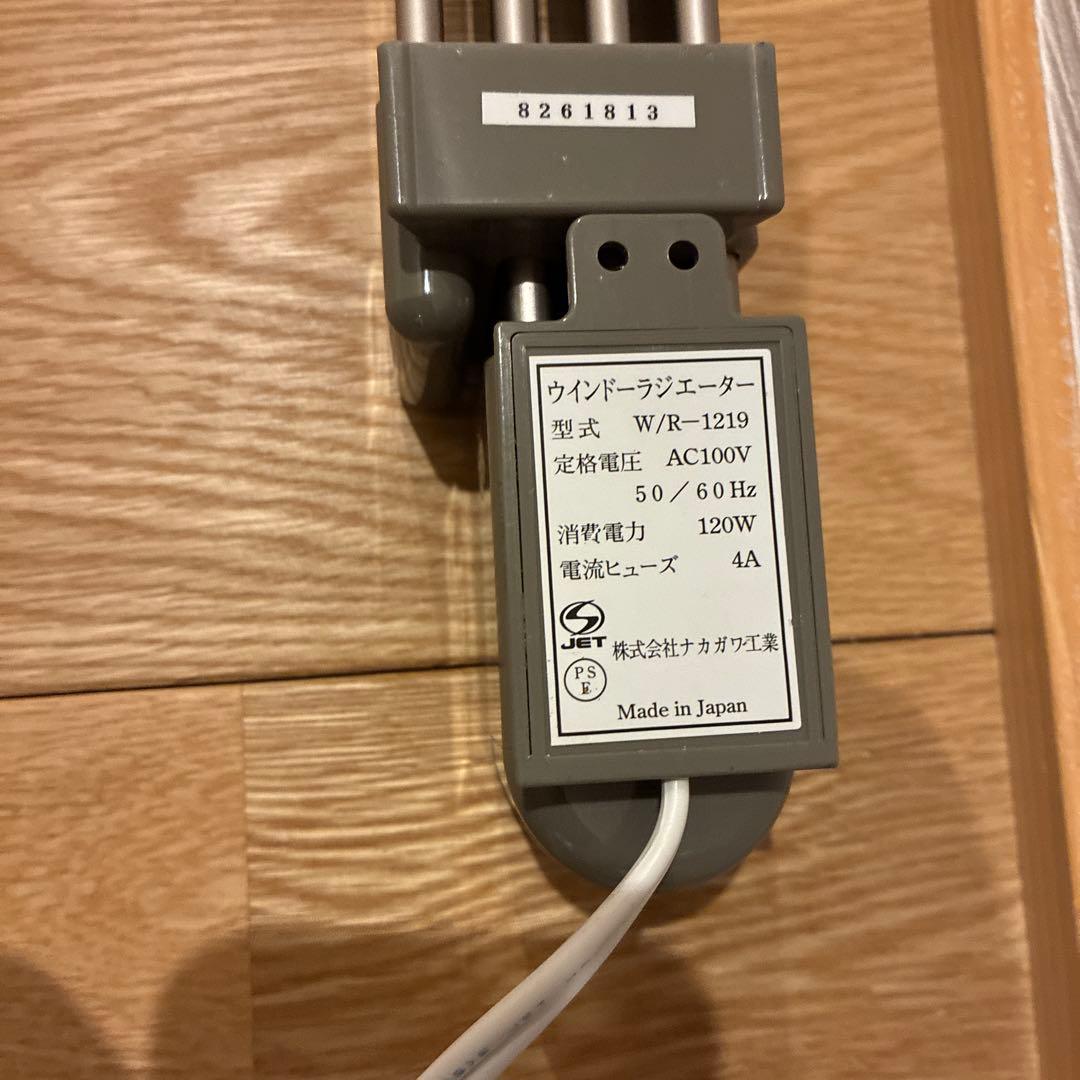 8261813
ウインドーラジエーター
型式 W/R-1219
定格電圧 AC100V
50/60Hz
消費電力 120W
電流ヒューズ 4A
JET 株式会社ナカガワ工業
PS
E
Made in Japan